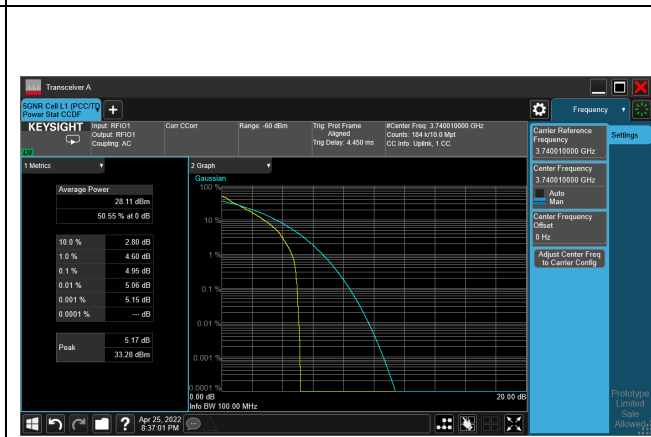 Transceiver A
5GNR Cell L1 (PCC/TD
Power Stat CCDF
+
Frequency
KEYSIGHT
LU
Input: RFIO1
Output: RFIO1
Coupling: AC
Corr CCorr
Range: -60 dBm
Trig: Prot Frame
Aligned
Trig Delay: 4.450 ms
#Center Freq: 3.740010000 GHz
Counts: 184 k/10.0 Mpt
CC Info: Uplink, 1 CC
1 Metrics
Average Power
28.11 dBm
50.55 % at 0 dB
10.0 % 2.80 dB
1.0 % 4.60 dB
0.1 % 4.95 dB
0.01 % 5.06 dB
0.001 % 5.15 dB
0.0001 % --- dB
Peak
5.17 dB
33.28 dBm
2 Graph
Gaussian
100 %
10 %
1 %
0.1 %
0.01 %
0.001 %
0.0001 %
0.00 dB 20.00 dB
Info BW 100.00 MHz
Carrier Reference
Frequency
3.740010000 GHz
Center Frequency
3.740010000 GHz
Auto
Man
Center Frequency
Offset
0 Hz
Adjust Center Freq
to Carrier Config
Settings
Prototype
Limited
Sale
Allowed
?
Apr 25, 2022
8:37:01 PM